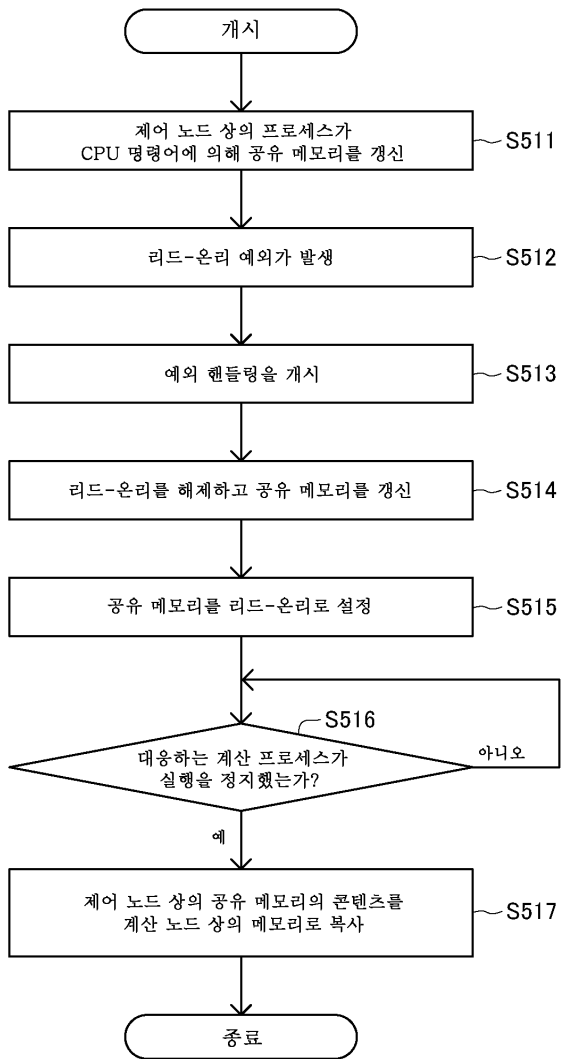 개시
제어 노드 상의 프로세스가
CPU 명령어에 의해 공유 메모리를 갱신
S511
리드-온리 예외가 발생
S512
예외 핸들링을 개시
S513
리드-온리를 해제하고 공유 메모리를 갱신
S514
공유 메모리를 리드-온리로 설정
S515
S516
대응하는 계산 프로세스가
실행을 정지했는가?
아니오
예
제어 노드 상의 공유 메모리의 콘텐츠를
계산 노드 상의 메모리로 복사
S517
종료